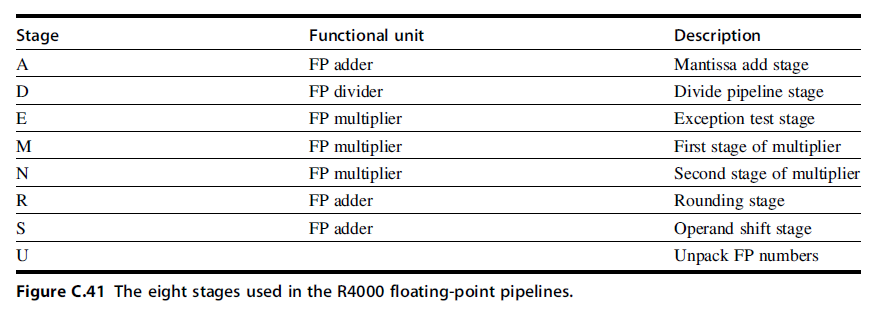 Stage Functional unit Description
A FP adder Mantissa add stage
D FP divider Divide pipeline stage
E FP multiplier Exception test stage
M FP multiplier First stage of multiplier
N FP multiplier Second stage of multiplier
R FP adder Rounding stage
S FP adder Operand shift stage
U Unpack FP numbers
Figure C.41 The eight stages used in the R4000 floating-point pipelines.